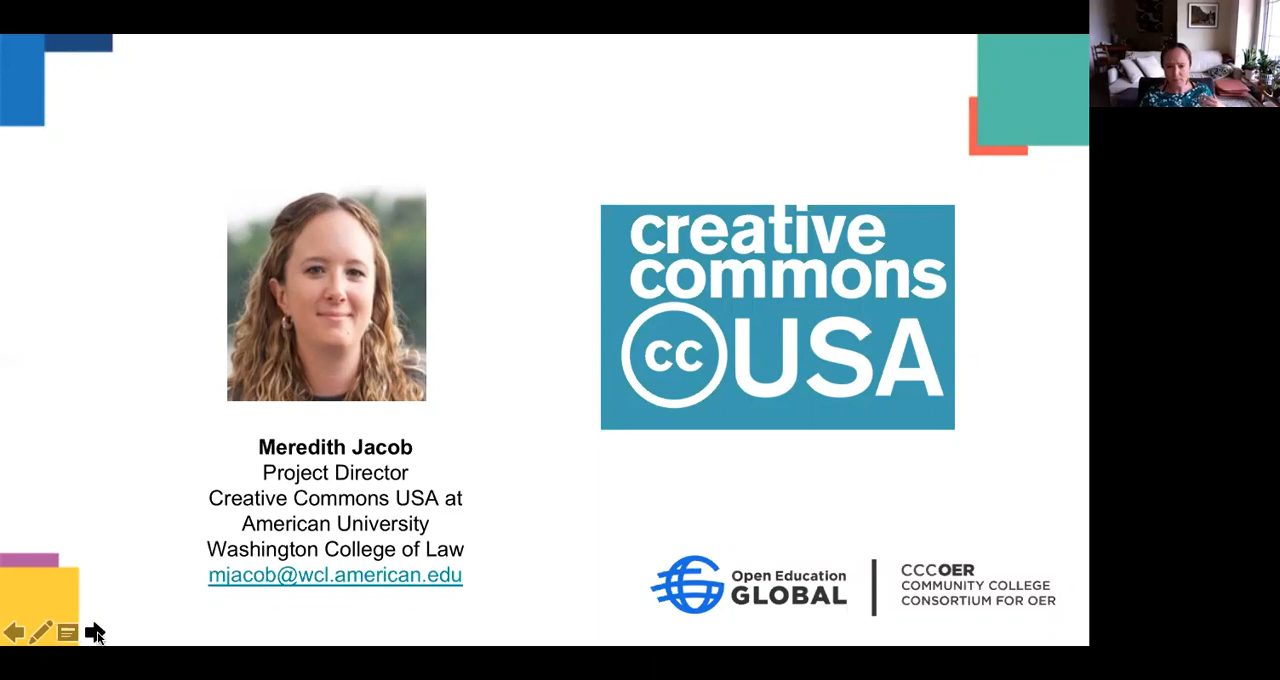 creative
commons
cc USA
Meredith Jacob
Project Director
Creative Commons USA at
American University
Washington College of Law
mjacob@wcl.american.edu
Open Education
GLOBAL
CCCOER
COMMUNITY COLLEGE
CONSORTIUM FOR OER